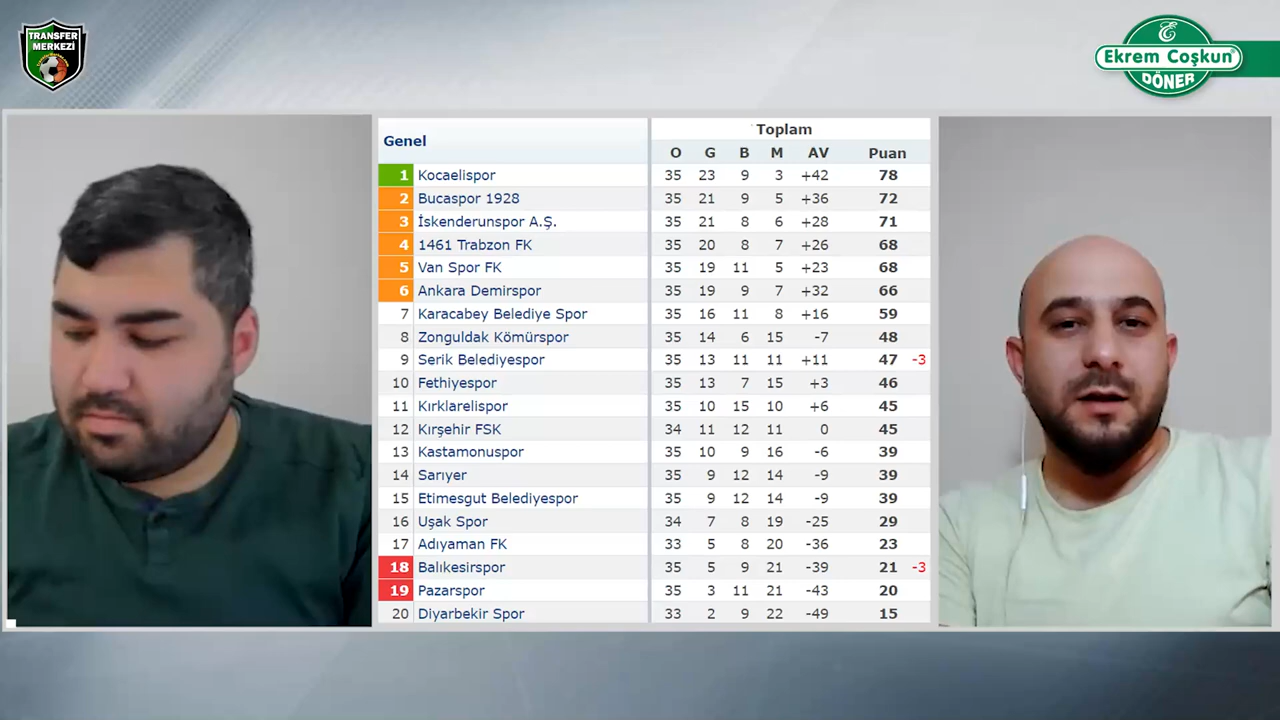 TRANSFER
MERKEZİ
E
Ekrem Coşkun
DÖNER
Genel Toplam
O G B M AV Puan
1 Kocaelispor 35 23 9 3 +42 78
2 Bucaspor 1928 35 21 9 5 +36 72
3 İskenderunspor A.Ş. 35 21 8 6 +28 71
4 1461 Trabzon FK 35 20 8 7 +26 68
5 Van Spor FK 35 19 11 5 +23 68
6 Ankara Demirspor 35 19 9 7 +32 66
7 Karacabey Belediye Spor 35 16 11 8 +16 59
8 Zonguldak Kömürspor 35 14 6 15 -7 48
9 Serik Belediyespor 35 13 11 11 +11 47 -3
10 Fethiyespor 35 13 7 15 +3 46
11 Kırklarelispor 35 10 15 10 +6 45
12 Kırşehir FSK 34 11 12 11 0 45
13 Kastamonuspor 35 10 9 16 -6 39
14 Sarıyer 35 9 12 14 -9 39
15 Etimesgut Belediyespor 35 9 12 14 -9 39
16 Uşak Spor 34 7 8 19 -25 29
17 Adıyaman FK 33 5 8 20 -36 23
18 Balıkesirspor 35 5 9 21 -39 21 -3
19 Pazarspor 35 3 11 21 -43 20
20 Diyarbekir Spor 33 2 9 22 -49 15